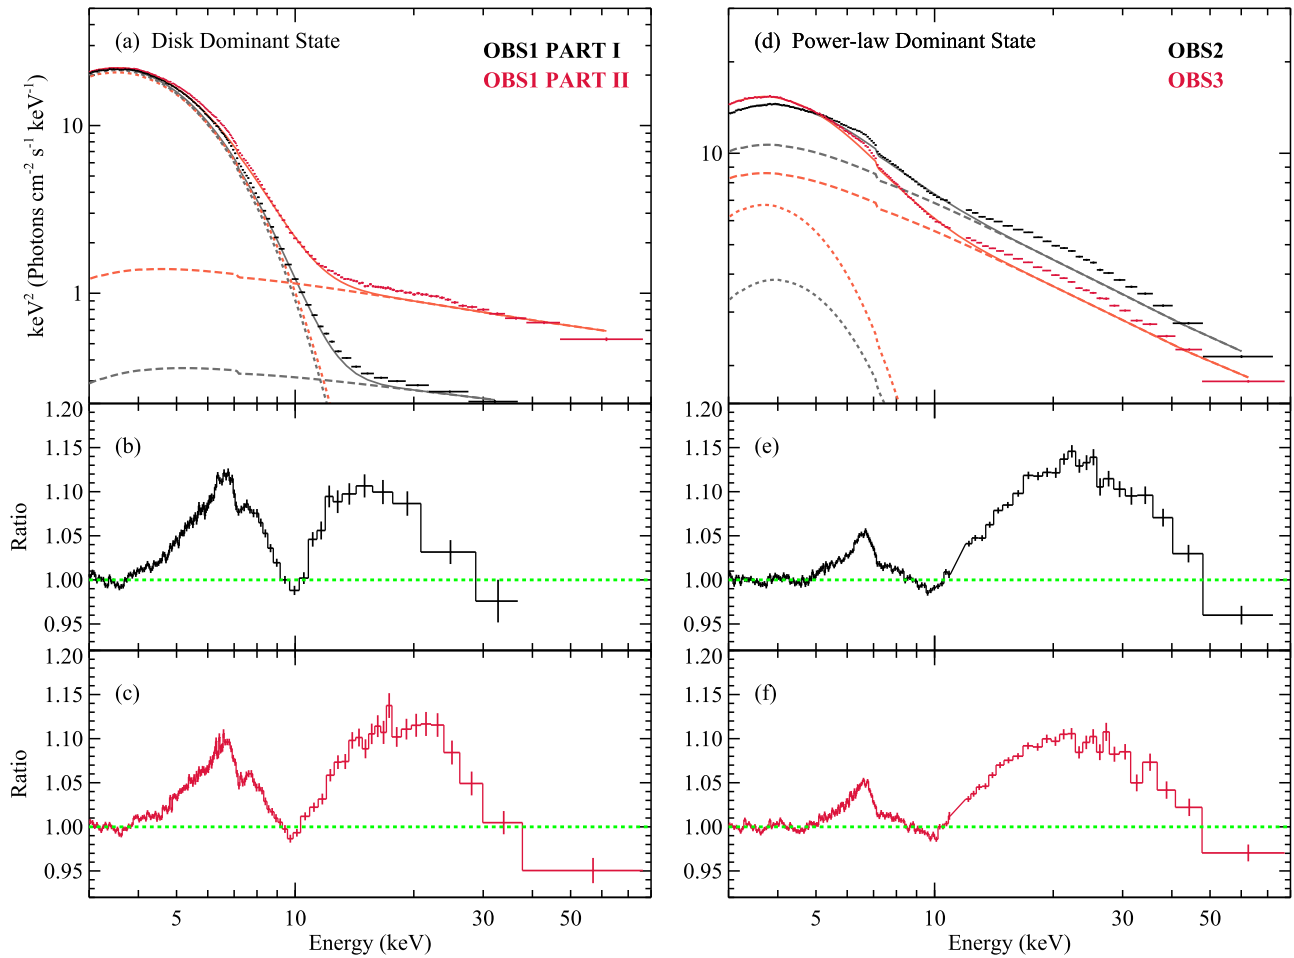 (a) Disk Dominant State
OBS1 PART I
OBS1 PART II
10
1
keV² (Photons cm⁻² s⁻¹ keV⁻¹)
(d) Power-law Dominant State
OBS2
OBS3
10
1.20
1.15
1.10
1.05
1.00
0.95
Ratio
(b)
1.20
1.15
1.10
1.05
1.00
0.95
(e)
1.20
1.15
1.10
1.05
1.00
0.95
Ratio
(c)
1.20
1.15
1.10
1.05
1.00
0.95
(f)
5 10 30 50
Energy (keV)
5 10 30 50
Energy (keV)